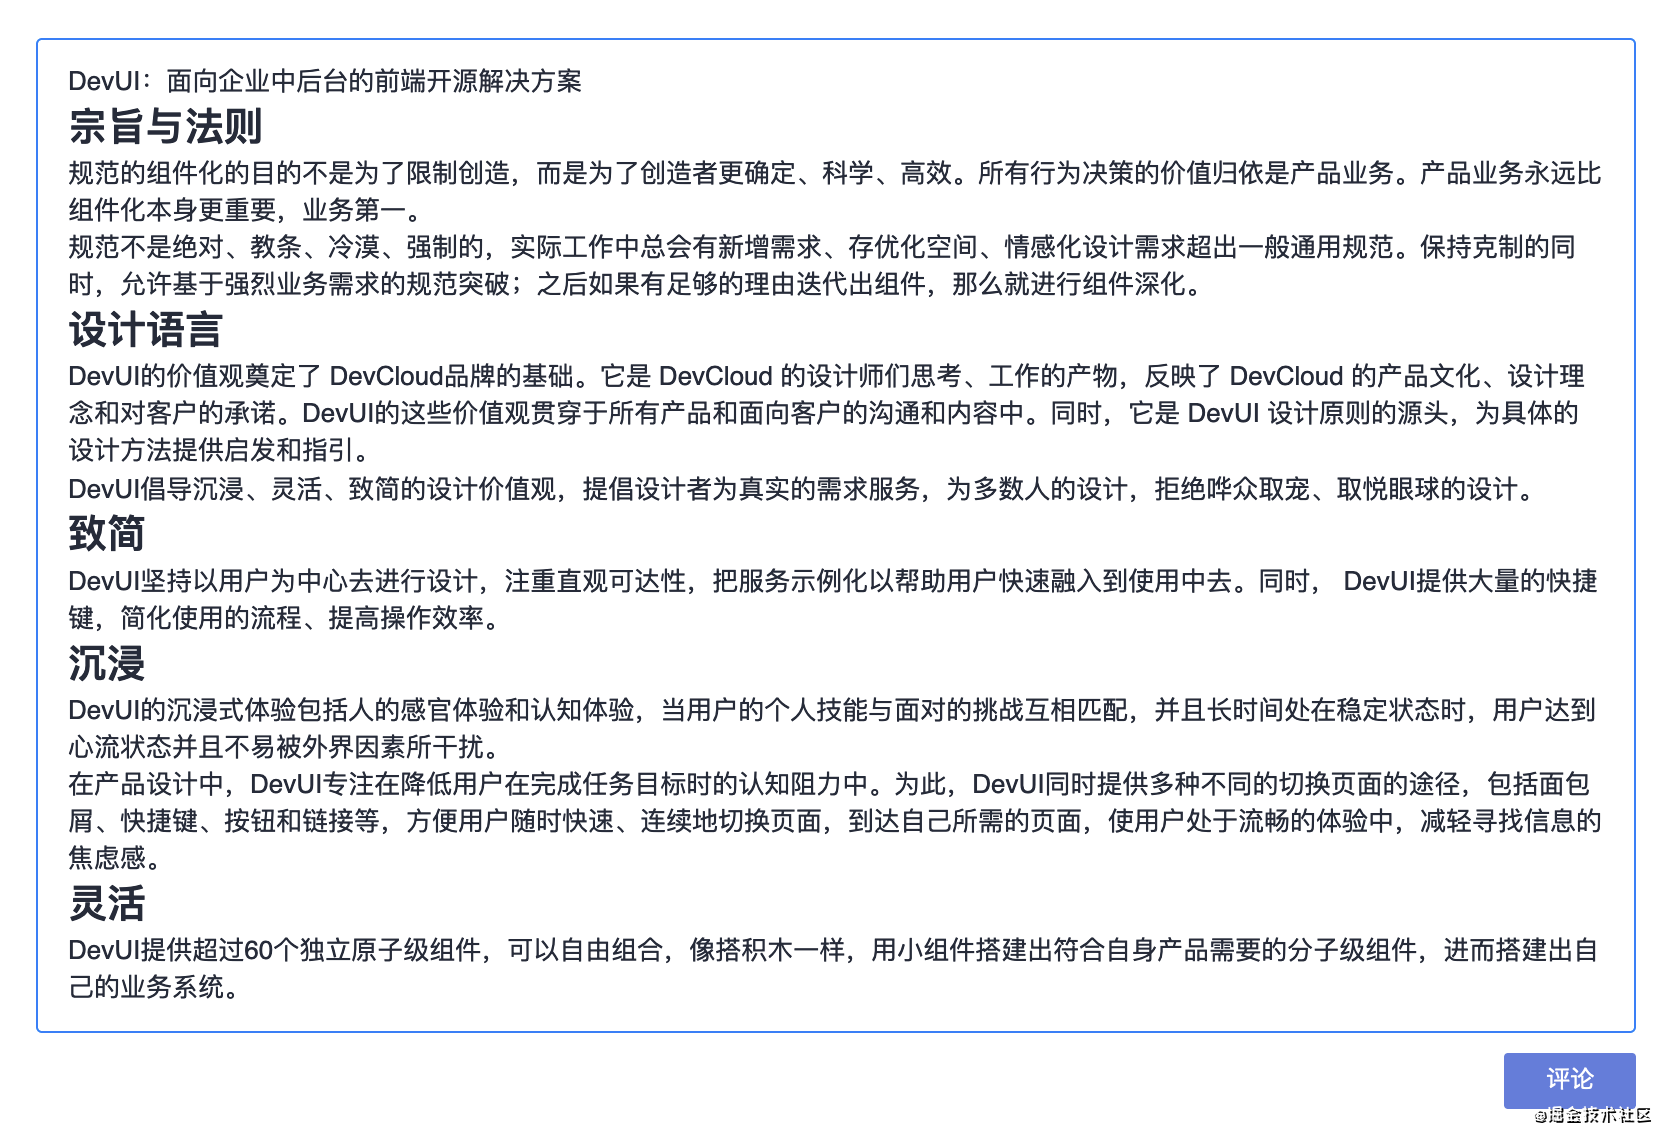 DevUI：面向企业中后台的前端开源解决方案
宗旨与法则
规范的组件化的目的不是为了限制创造，而是为了创造者更确定、科学、高效。所有行为决策的价值归依是产品业务。产品业务永远比
组件化本身更重要，业务第一。
规范不是绝对、教条、冷漠、强制的，实际工作中总会有新增需求、存优化空间、情感化设计需求超出一般通用规范。保持克制的同
时，允许基于强烈业务需求的规范突破；之后如果有足够的理由迭代出组件，那么就进行组件深化。
设计语言
DevUI的价值观奠定了 DevCloud品牌的基础。它是 DevCloud 的设计师们思考、工作的产物，反映了 DevCloud 的产品文化、设计理
念和对客户的承诺。DevUI的这些价值观贯穿于所有产品和面向客户的沟通和内容中。同时，它是 DevUI 设计原则的源头，为具体的
设计方法提供启发和指引。
DevUI倡导沉浸、灵活、致简的设计价值观，提倡设计者为真实的需求服务，为多数人的设计，拒绝哗众取宠、取悦眼球的设计。
致简
DevUI坚持以用户为中心去进行设计，注重直观可达性，把服务示例化以帮助用户快速融入到使用中去。同时， DevUI提供大量的快捷
键，简化使用的流程、提高操作效率。
沉浸
DevUI的沉浸式体验包括人的感官体验和认知体验，当用户的个人技能与面对的挑战互相匹配，并且长时间处在稳定状态时，用户达到
心流状态并且不易被外界因素所干扰。
在产品设计中，DevUI专注在降低用户在完成任务目标时的认知阻力中。为此，DevUI同时提供多种不同的切换页面的途径，包括面包
屑、快捷键、按钮和链接等，方便用户随时快速、连续地切换页面，到达自己所需的页面，使用户处于流畅的体验中，减轻寻找信息的
焦虑感。
灵活
DevUI提供超过60个独立原子级组件，可以自由组合，像搭积木一样，用小组件搭建出符合自身产品需要的分子级组件，进而搭建出自
己的业务系统。
评论
@掘金技术社区